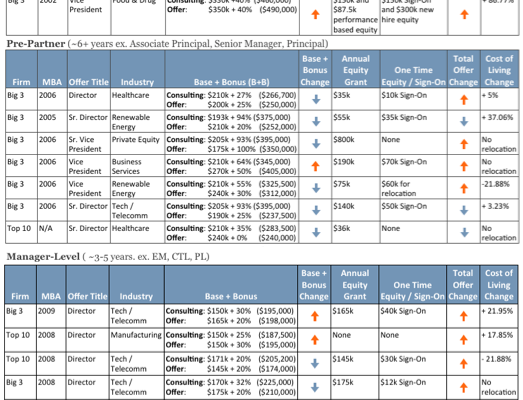 Big 3 2002 Vice Food & Drug Consulting: $350k +40% ($490,000) $150k and $150k Sign-On + 86.77%
President Offer: $350k + 40% ($490,000) $87.5k and $300k new
performance hire equity
based equity
Pre-Partner (~6+ years ex. Associate Principal, Senior Manager, Principal)
Firm MBA Offer Title Industry Base + Bonus (B+B) Base + Bonus Change Annual Equity Grant One Time Equity / Sign-On Total Offer Change Cost of Living Change
Big 3 2006 Director Healthcare Consulting: $210k + 27% ($266,700) $35k $10k Sign-On + 5%
Offer: $200k + 25% ($250,000)
Big 3 2005 Sr. Director Renewable Consulting: $193k + 94% ($375,000) $55k $35k Sign-On + 37.06%
Energy Offer: $210k + 20% ($252,000)
Big 3 2006 Sr. Vice Private Equity Consulting: $205k + 93% ($395,000) $800k None No
President Offer: $175k + 100% ($350,000) relocation
Big 3 2006 Vice Business Consulting: $210k + 64% ($345,000) $190k $70k Sign-On No
President Services Offer: $270k + 50% ($405,000) relocation
Big 3 2006 Vice Renewable Consulting: $210k + 55% ($325,500) $75k $60k for -21.88%
President Energy Offer: $240k + 30% ($312,000) relocation
Big 3 2006 Sr. Director Tech / Consulting: $205k + 93% ($395,000) $140k $50k Sign-On + 3.23%
Telecomm Offer: $190k + 25% ($237,500)
Top 10 N/A Sr. Director Healthcare Consulting: $210k + 35% ($283,500) $36k None No
Offer: $240k + 0% ($240,000) relocation
Manager-Level ( ~3-5 years. ex. EM, CTL, PL)
Firm MBA Offer Title Industry Base + Bonus Base + Bonus Change Annual Equity Grant One Time Equity / Sign-On Total Offer Change Cost of Living Change
Big 3 2009 Director Tech / Consulting: $150k + 30% ($195,000) $165k $40k Sign-On + 21.95%
Telecomm Offer: $165k + 20% ($198,000)
Top 10 2008 Director Manufacturing Consulting: $150k + 25% ($187,500) None None + 17.85%
Offer: $150k + 30% ($195,000)
Top 10 2008 Director Tech / Consulting: $171k + 20% ($205,200) $145k $30k Sign-On - 21.88%
Telecomm Offer: $145k + 20% ($174,000)
Big 3 2008 Director Tech / Consulting: $170k + 32% ($225,000) $175k $12k Sign-On No
Telecomm Offer: $175k + 20% ($210,000) relocation